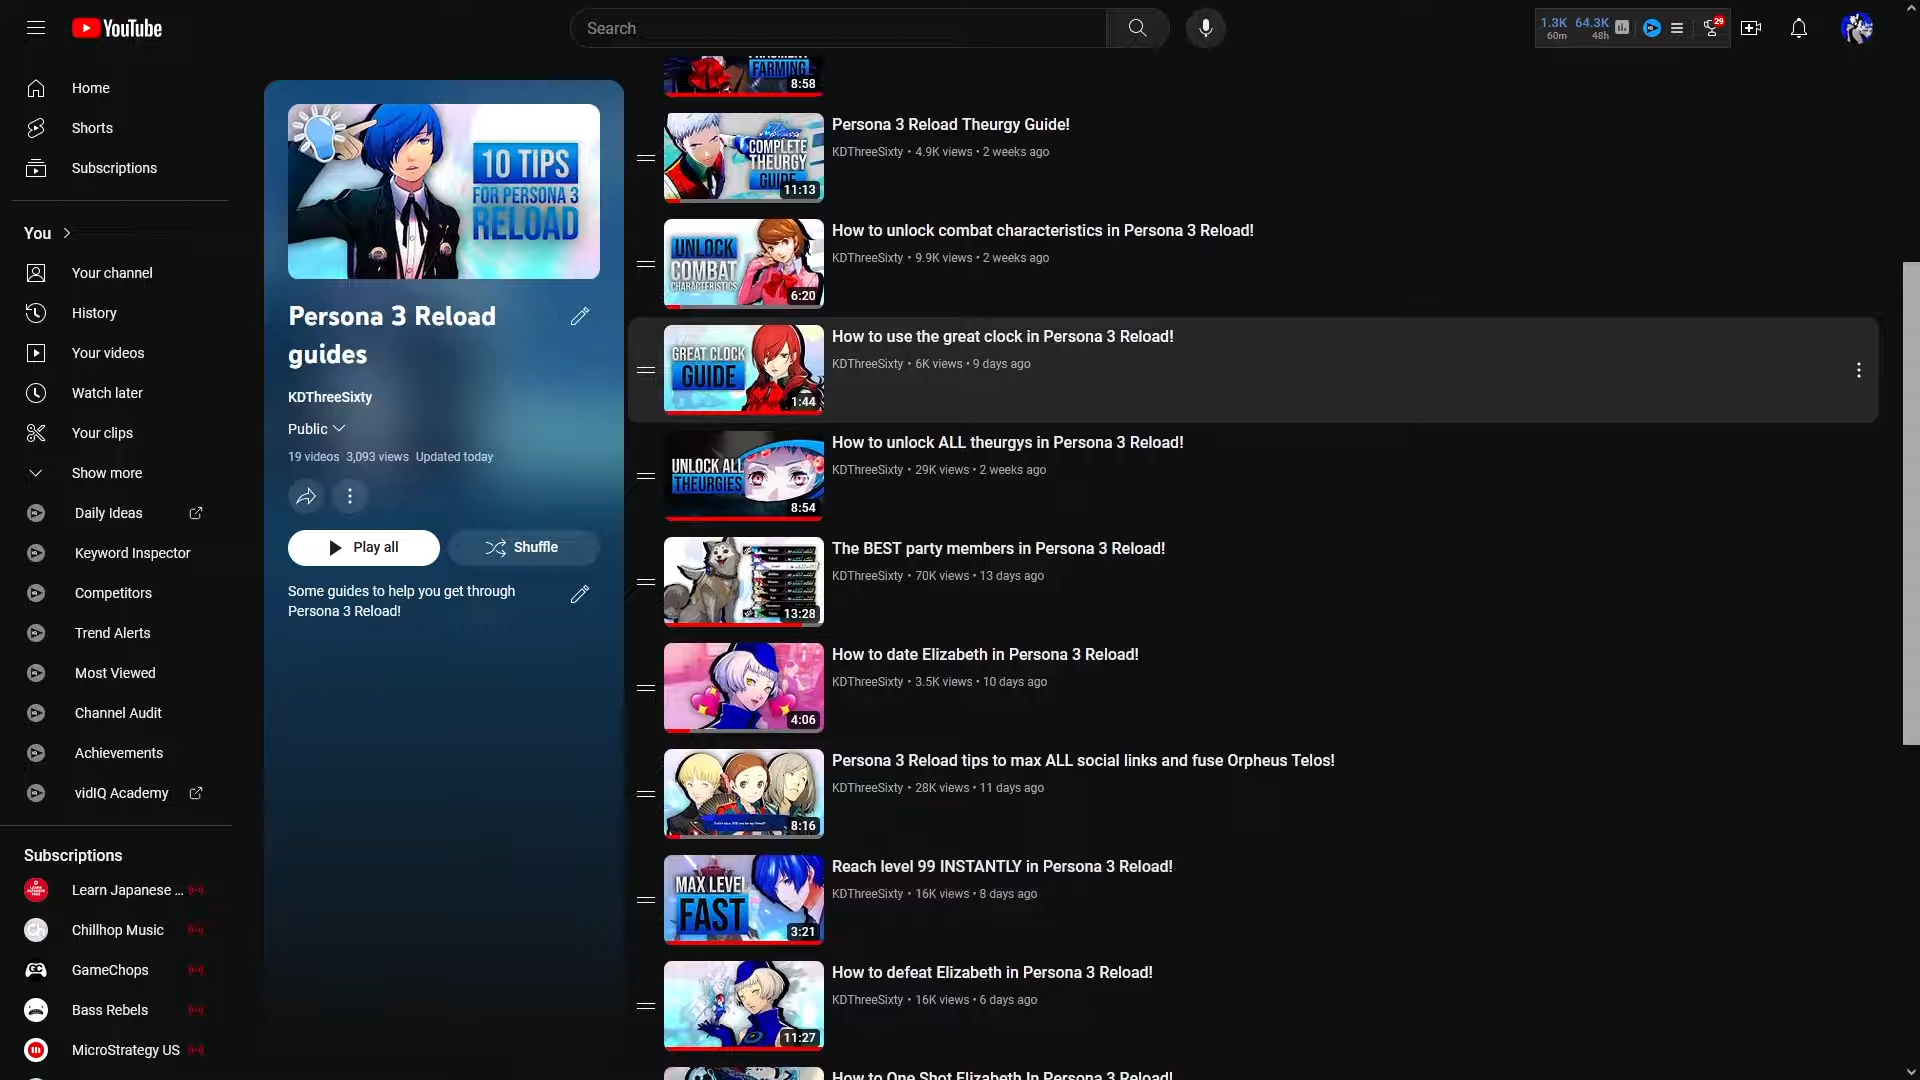 YouTube
Search
1.3K
60m
64.3K
48h
29
Home
Shorts
Subscriptions
You
Your channel
History
Your videos
Watch later
Your clips
Show more
Daily Ideas
Keyword Inspector
Competitors
Trend Alerts
Most Viewed
Channel Audit
Achievements
vidIQ Academy
Subscriptions
Learn Japanese ...
Chillhop Music
GameChops
Bass Rebels
MicroStrategy US
10 TIPS
FOR PERSONA 3
RELOAD
Persona 3 Reload
guides
KDThreeSixty
Public
19 videos 3,093 views Updated today
Play all
Shuffle
Some guides to help you get through
Persona 3 Reload!
FARMING
8:58
COMPLETE
THEURGY
GUIDE
11:13
Persona 3 Reload Theurgy Guide!
KDThreeSixty • 4.9K views • 2 weeks ago
UNLOCK
COMBAT
CHARACTERISTICS
6:20
How to unlock combat characteristics in Persona 3 Reload!
KDThreeSixty • 9.9K views • 2 weeks ago
GREAT CLOCK
GUIDE
1:44
How to use the great clock in Persona 3 Reload!
KDThreeSixty • 6K views • 9 days ago
UNLOCK ALL
THEURGIES
8:54
How to unlock ALL theurgys in Persona 3 Reload!
KDThreeSixty • 29K views • 2 weeks ago
13:28
The BEST party members in Persona 3 Reload!
KDThreeSixty • 70K views • 13 days ago
4:06
How to date Elizabeth in Persona 3 Reload!
KDThreeSixty • 3.5K views • 10 days ago
8:16
Persona 3 Reload tips to max ALL social links and fuse Orpheus Telos!
KDThreeSixty • 28K views • 11 days ago
MAX LEVEL
FAST
3:21
Reach level 99 INSTANTLY in Persona 3 Reload!
KDThreeSixty • 16K views • 8 days ago
11:27
How to defeat Elizabeth in Persona 3 Reload!
KDThreeSixty • 16K views • 6 days ago
How to One Shot Elizabeth In Persona 3 Reload!